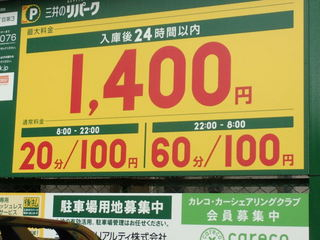 P 三井のリパーク
最大料金
入庫後24時間以内
1,400円
通常料金
8:00 - 22:00
20分/100円
22:00 - 8:00
60分/100円
076
駐車場用地募集中
カレコ・カーシェアリングクラブ
会員募集中
careco